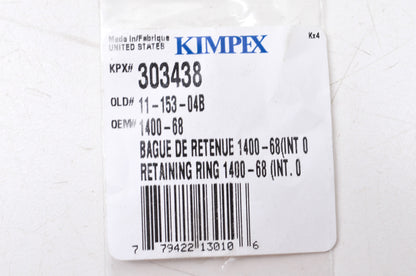 Made in/Fabrique
UNITED STATES
KIMPEX
Kx4
KPX# 303438
OLD# 11-153-04B
OEM# 1400-68
BAGUE DE RETENUE 1400-68(INT 0
RETAINING RING 1400-68 (INT. 0
7 79422 13010 6